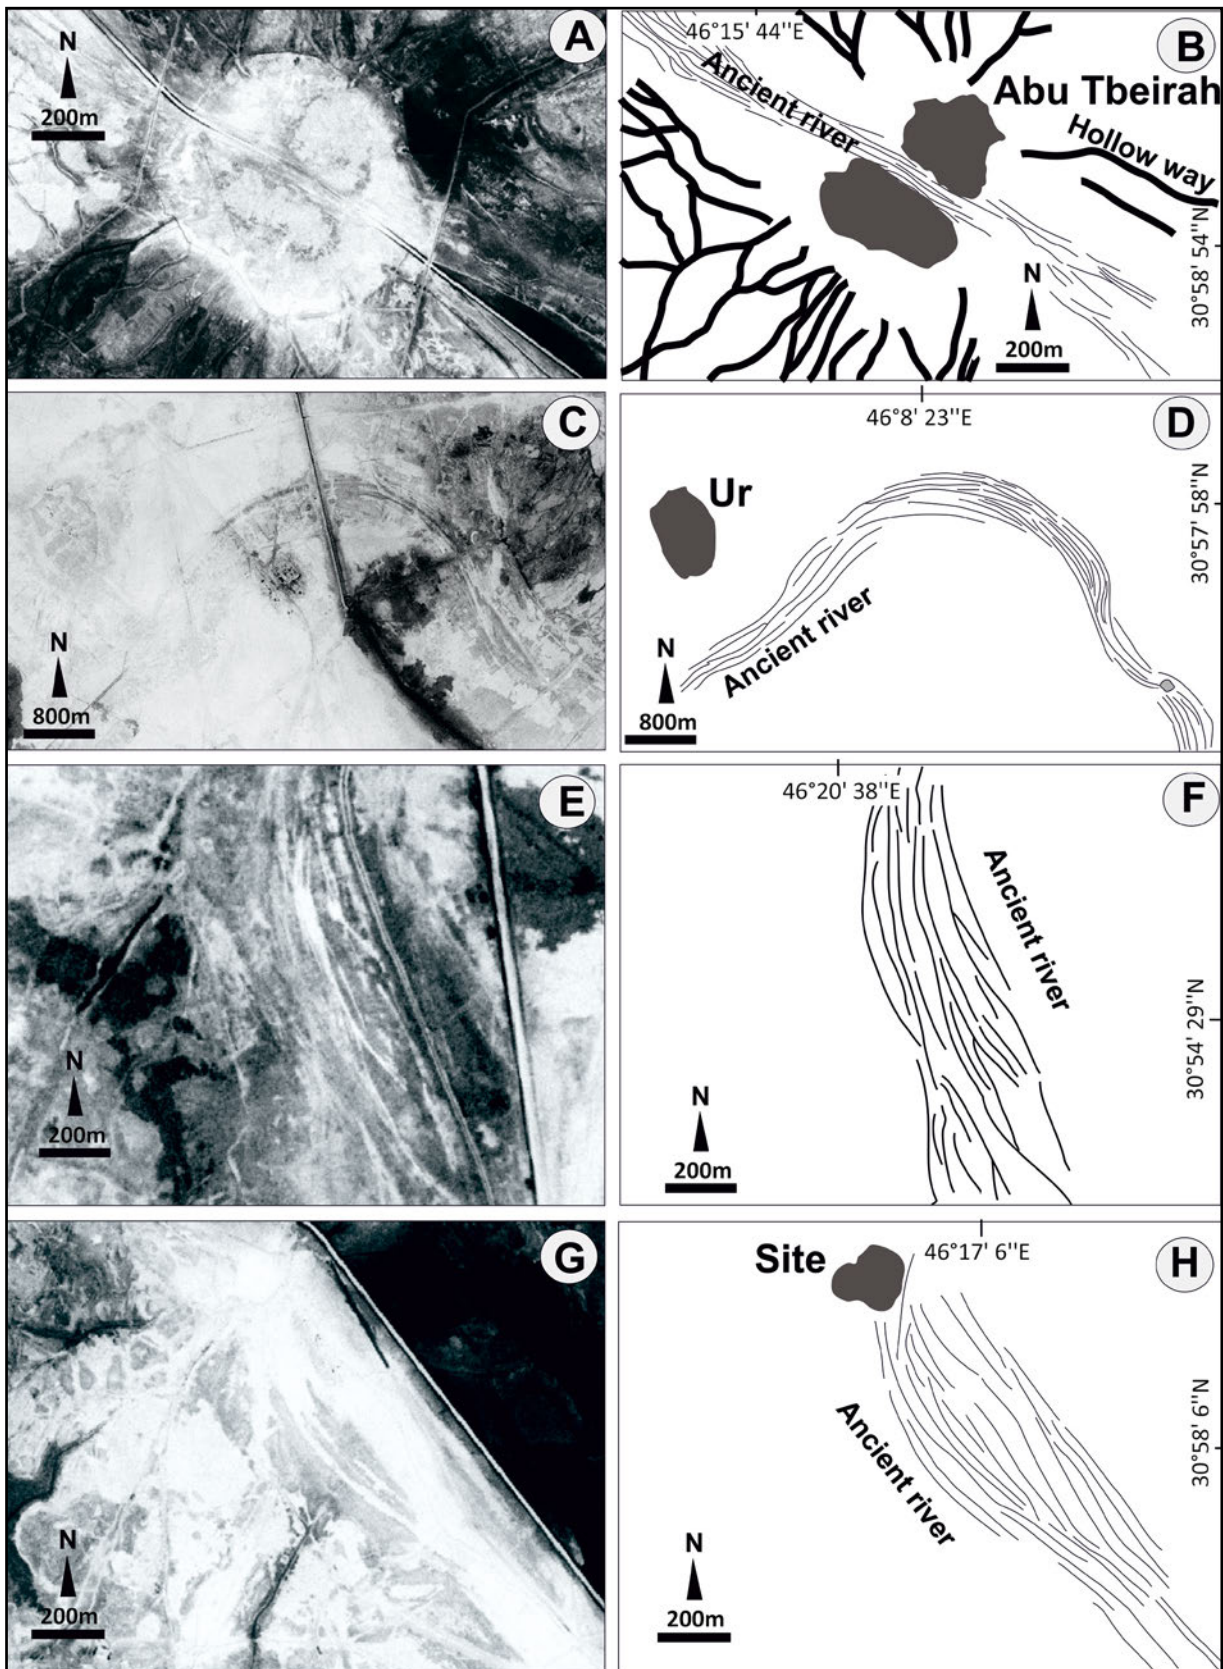 A
N
200m
B
46°15' 44''E
Ancient river
Abu Tbeirah
Hollow way
30°58' 54''N
N
200m
C
N
800m
D
46°8' 23''E
Ur
30°57' 58''N
Ancient river
N
800m
E
N
200m
F
46°20' 38''E
Ancient river
30°54' 29''N
N
200m
G
N
200m
H
Site
46°17' 6''E
Ancient river
30°58' 6''N
N
200m